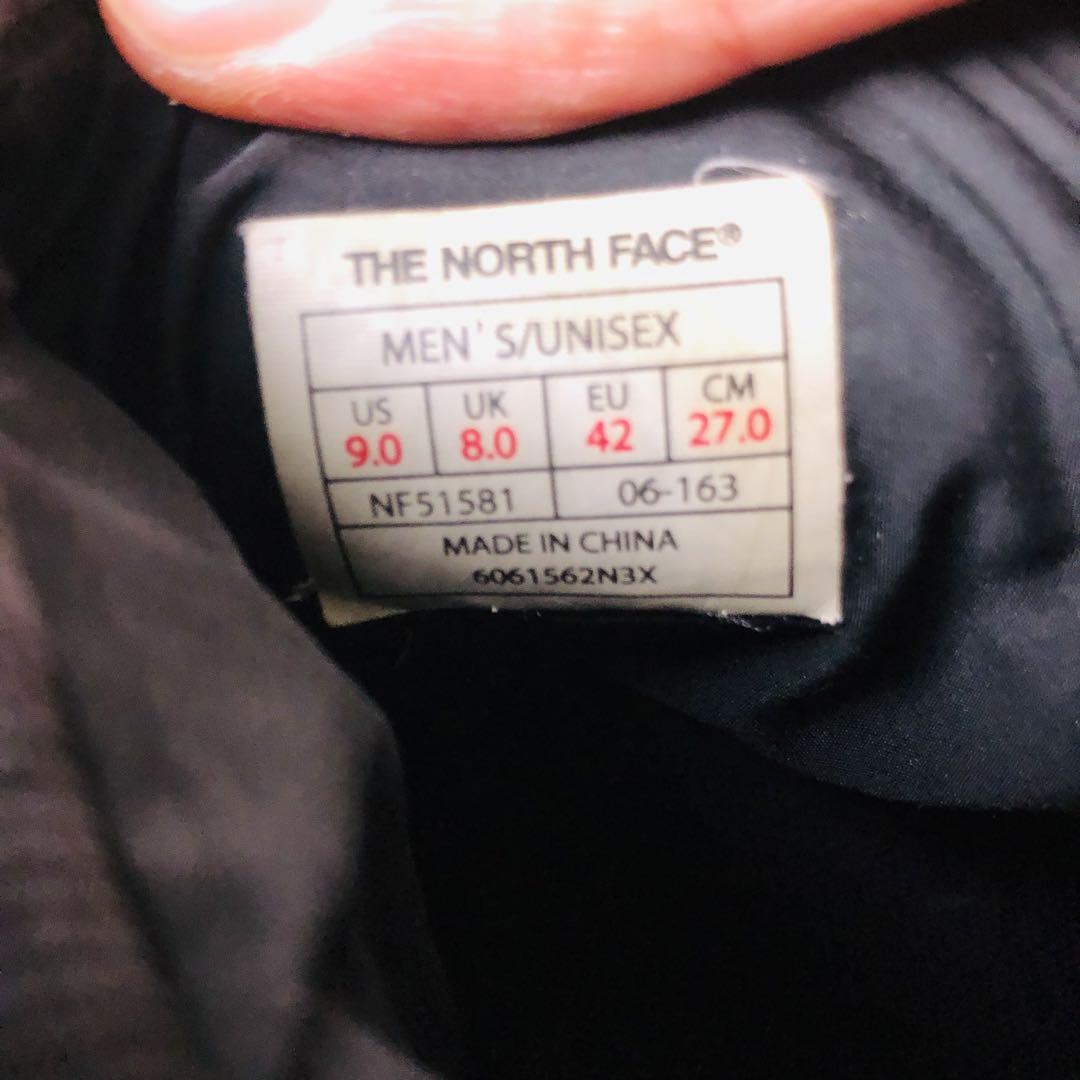 THE NORTH FACE®
MEN'S/UNISEX
US UK EU CM
9.0 8.0 42 27.0
NF51581 06-163
MADE IN CHINA
6061562N3X